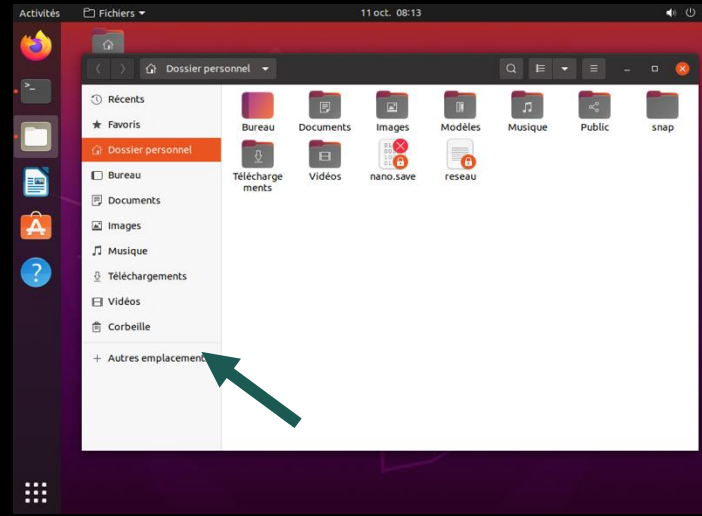 Activités Fichiers 11 oct. 08:13
Dossier personnel
Récents
Favoris
Dossier personnel
Bureau
Documents
Images
Musique
Téléchargements
Vidéos
Corbeille
+ Autres emplacement
Bureau Documents Images Modèles Musique Public snap
Télécharge
ments
Vidéos nano.save reseau